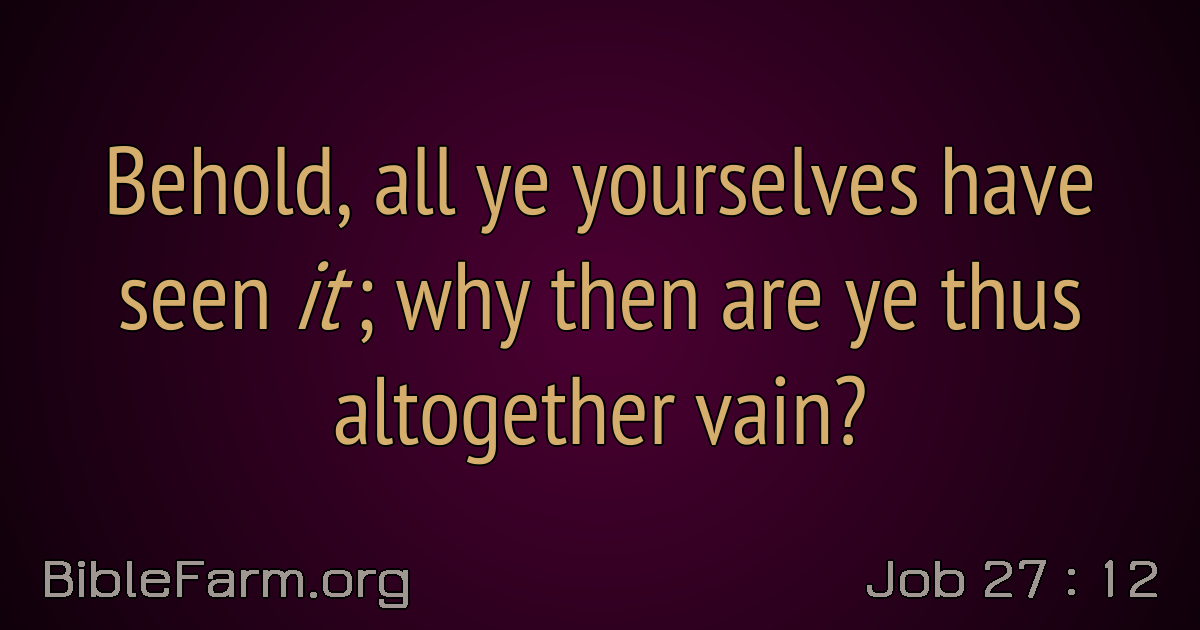 Behold, all ye yourselves have
seen it; why then are ye thus
altogether vain?
BibleFarm.org
Job 27 : 12